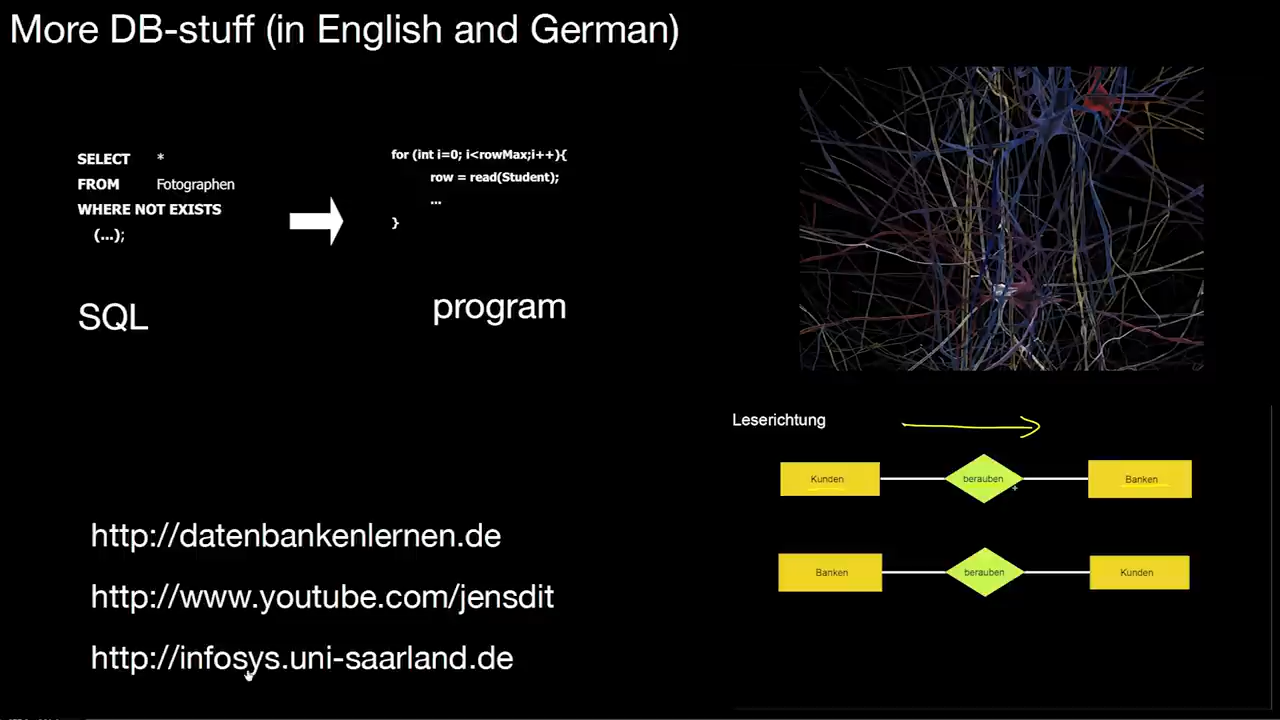 More DB-stuff (in English and German)
SELECT *
FROM Fotographen
WHERE NOT EXISTS
(...);
SQL
for (int i=0; i<rowMax;i++){
row = read(Student);
...
}
program
Leserichtung
Kunden berauben Banken
Banken berauben Kunden
http://datenbankenlernen.de
http://www.youtube.com/jensdit
http://infosys.uni-saarland.de